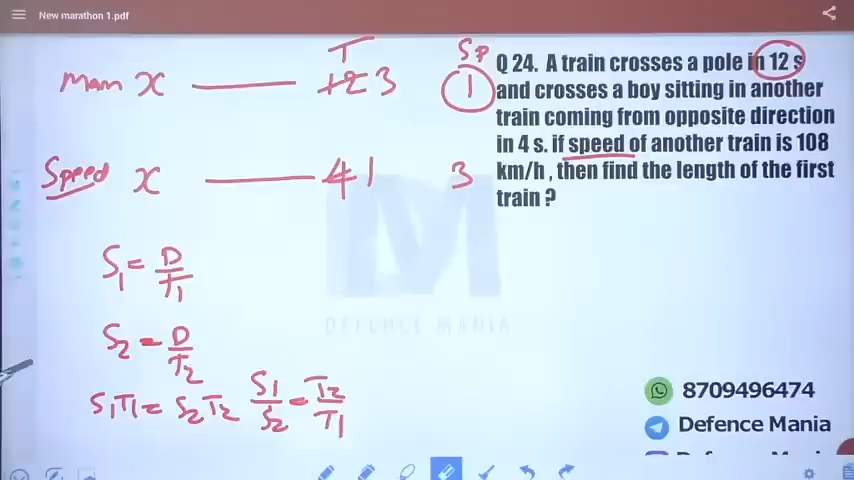 New marathon 1.pdf
T Sp
Mam x 12 3 1
Speed x 4 1 3
S1 = D/T1
S2 = D/T2
S1T1 = S2T2 S1/S2 = T2/T1
Q 24. A train crosses a pole in 12 s
and crosses a boy sitting in another
train coming from opposite direction
in 4 s. if speed of another train is 108
km/h , then find the length of the first
train ?
DM
DEFENCE MANIA
8709496474
Defence Mania